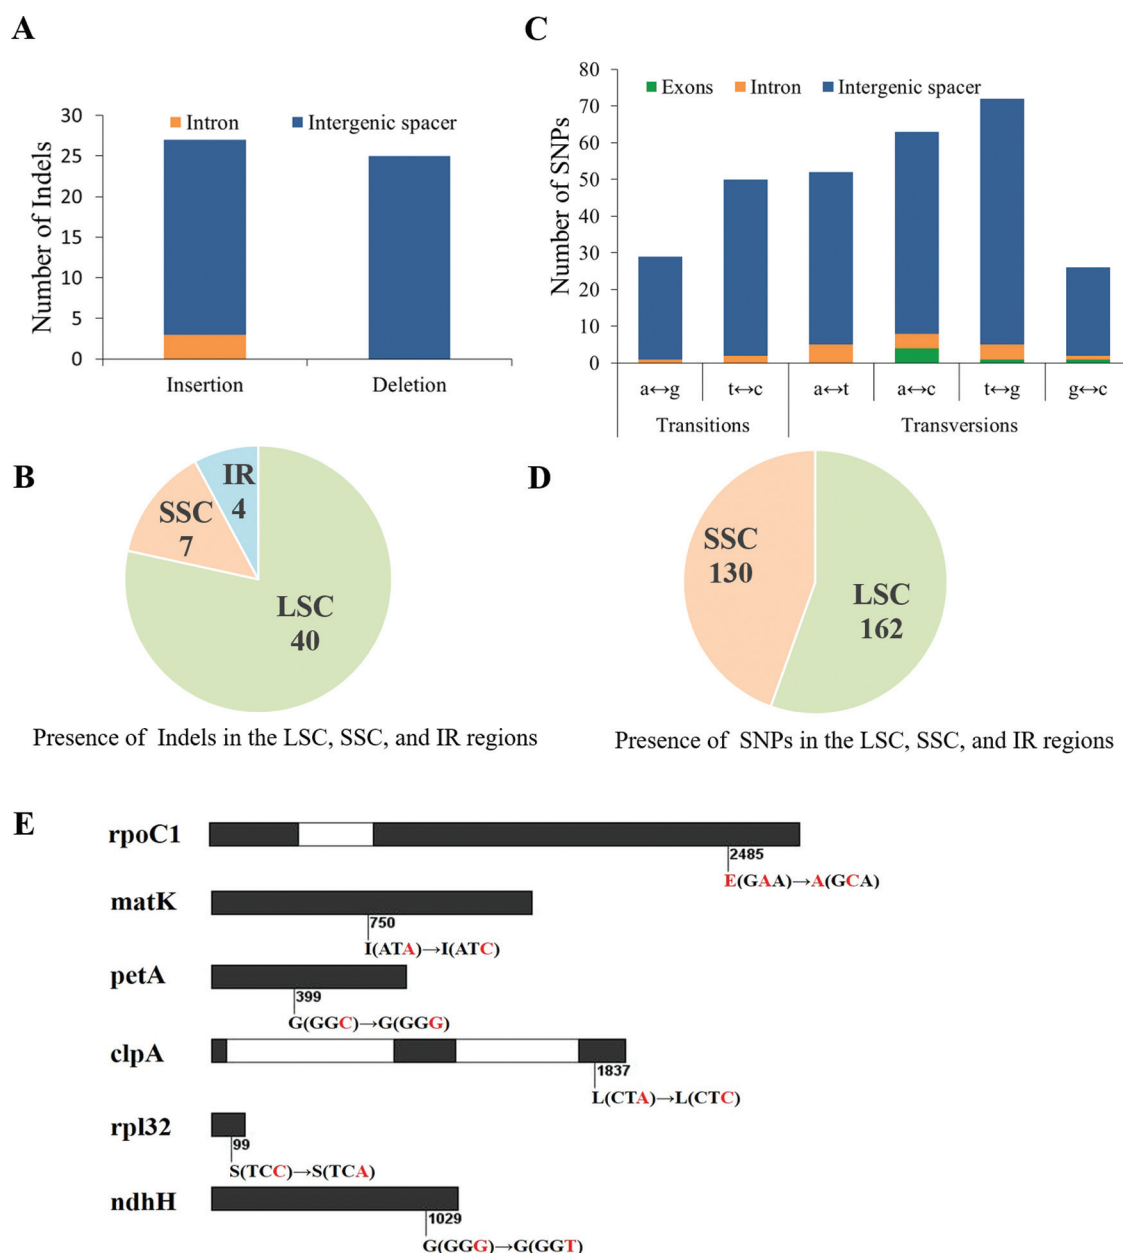 A
Number of Indels
30
25
20
15
10
5
0
Intron
Intergenic spacer
Insertion
Deletion
C
Number of SNPs
80
70
60
50
40
30
20
10
0
Exons
Intron
Intergenic spacer
a↔g
t↔c
a↔t
a↔c
t↔g
g↔c
Transitions
Transversions
B
IR
4
SSC
7
LSC
40
Presence of Indels in the LSC, SSC, and IR regions
D
SSC
130
LSC
162
Presence of SNPs in the LSC, SSC, and IR regions
E
rpoC1
2485
E(GAA)→A(GCA)
matK
750
I(ATA)→I(ATC)
petA
399
G(GGC)→G(GGG)
clpA
1837
L(CTA)→L(CTC)
rpl32
99
S(TCC)→S(TCA)
ndhH
1029
G(GGG)→G(GGT)